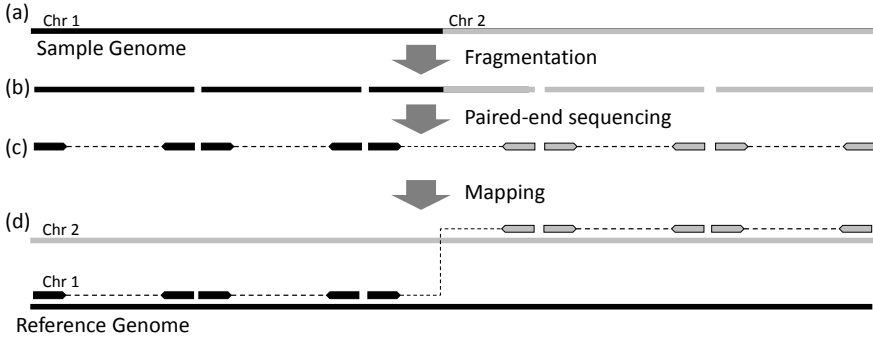 (a) Chr 1 Chr 2
Sample Genome
Fragmentation
(b)
Paired-end sequencing
(c)
Mapping
(d)
Chr 2
Chr 1
Reference Genome